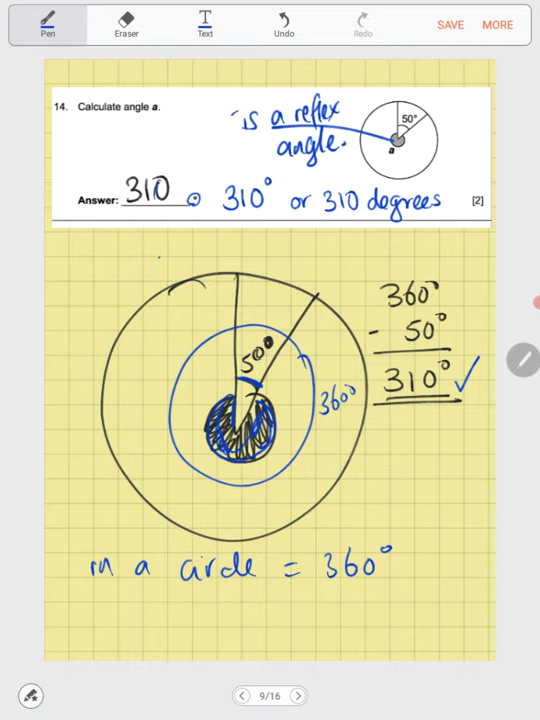 Pen Eraser Text Undo Redo SAVE MORE
14. Calculate angle a.
is a reflex
angle.
50°
a
Answer: 310° 310° or 310 degrees [2]
360°
- 50°
310° ✓
50°
360°
in a circle = 360°
9/16